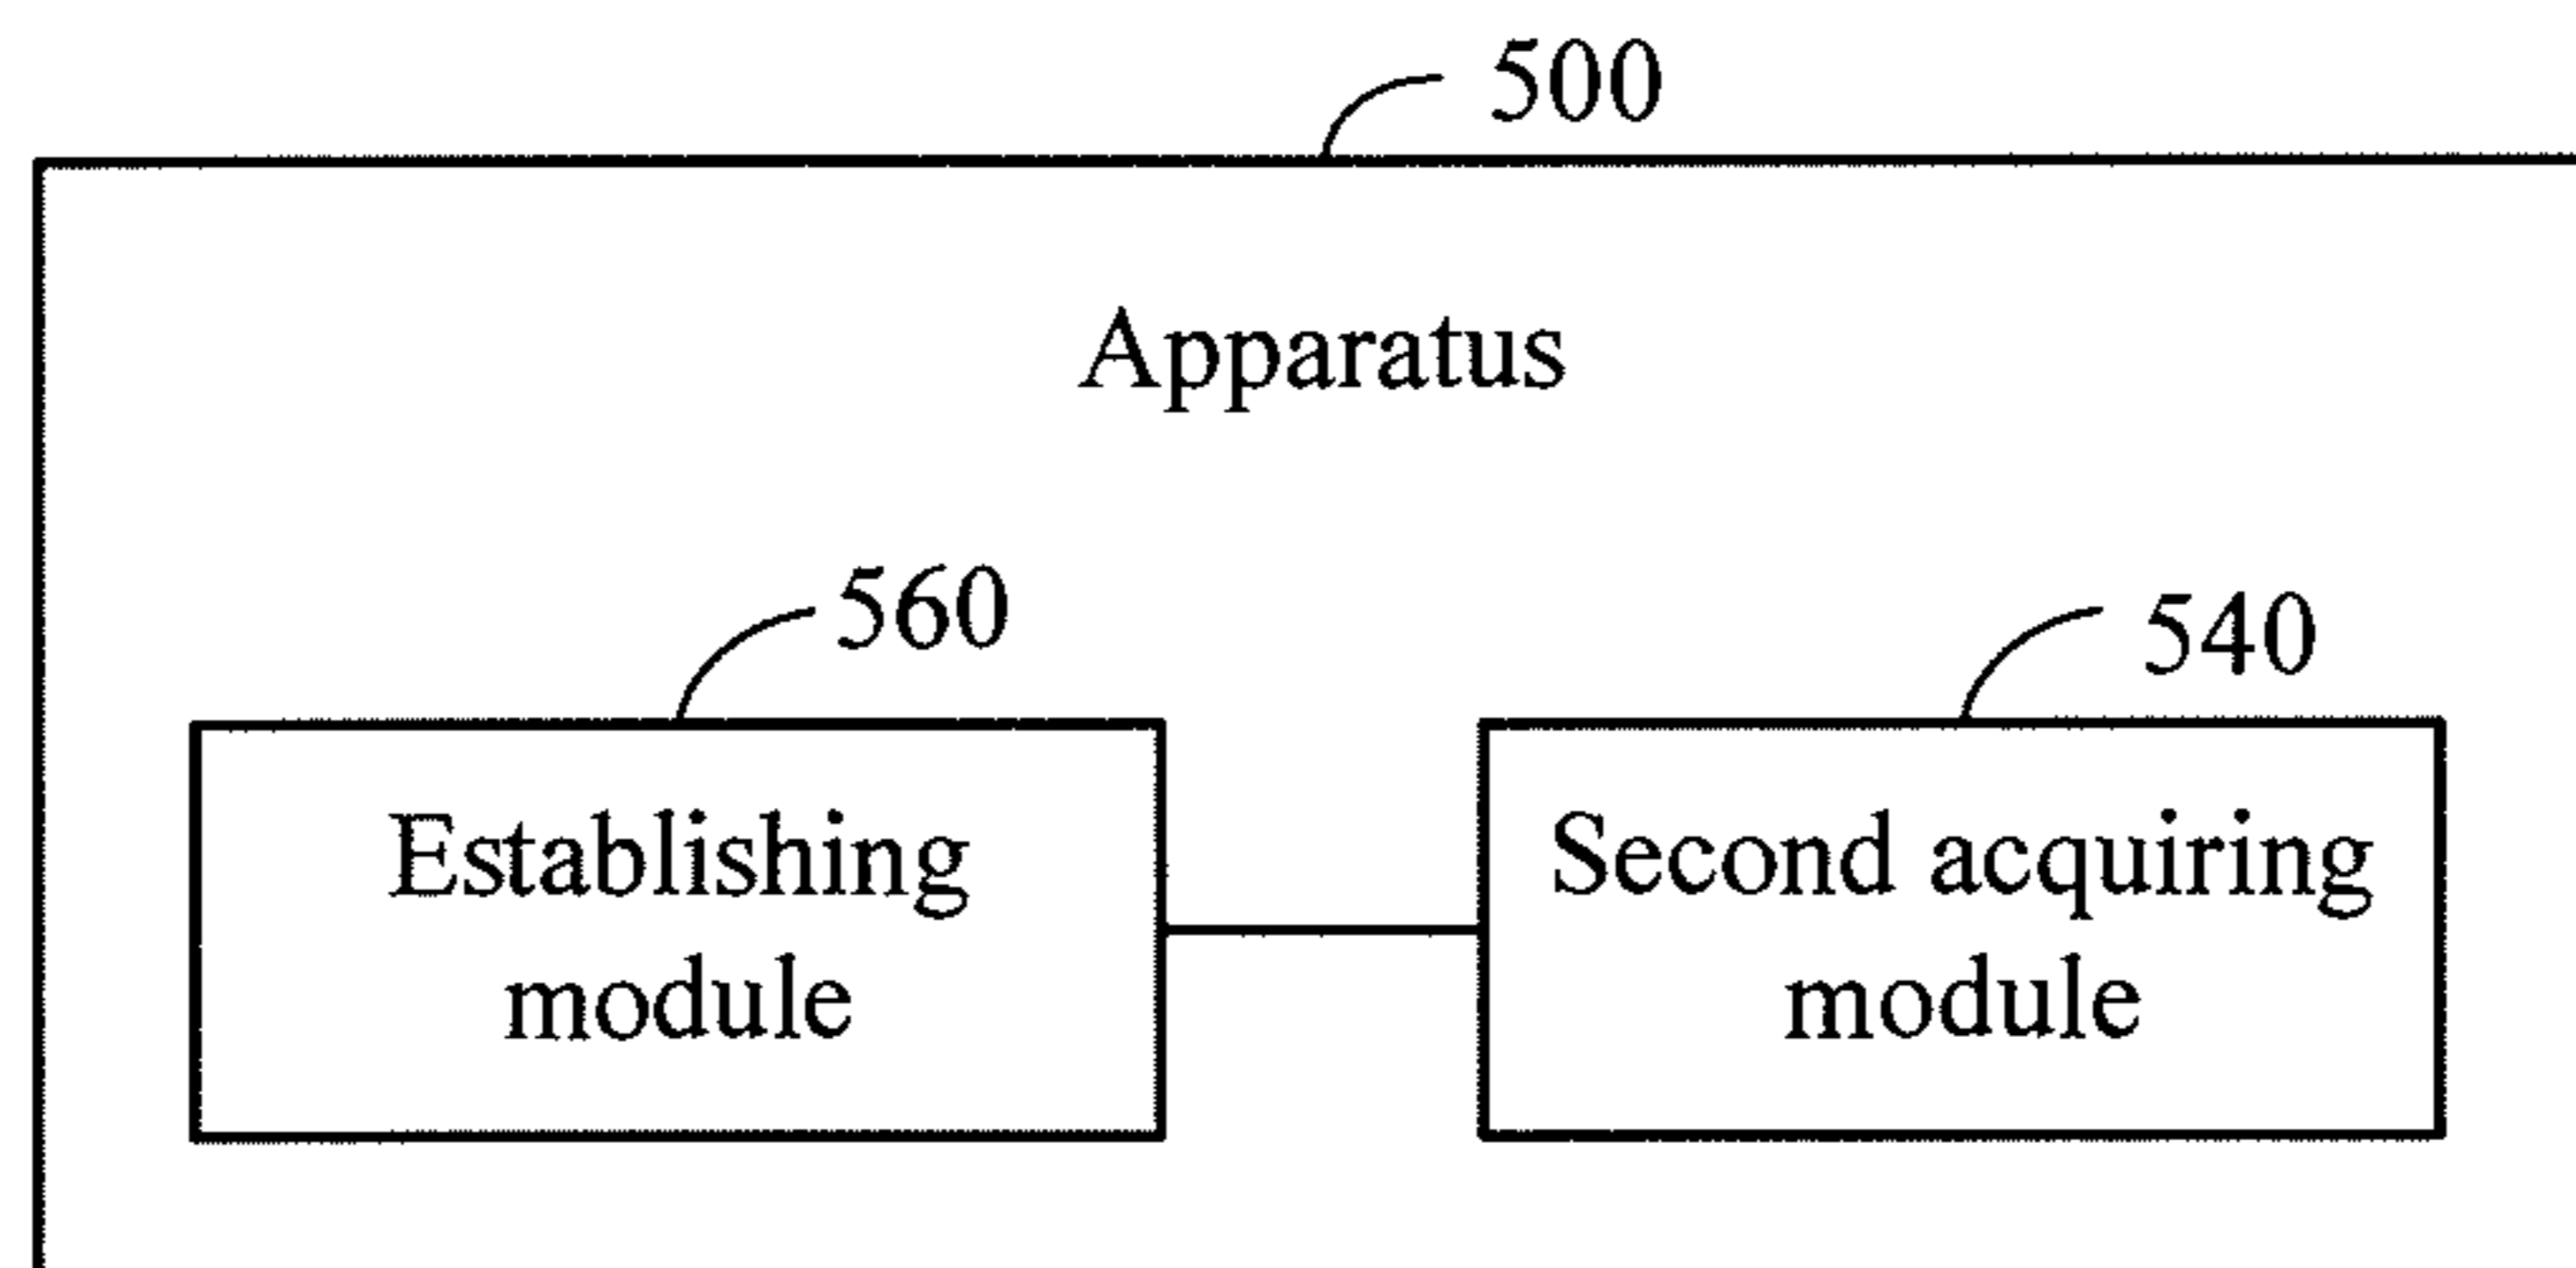 500
Apparatus
560
540
Establishing
module
Second acquiring
module